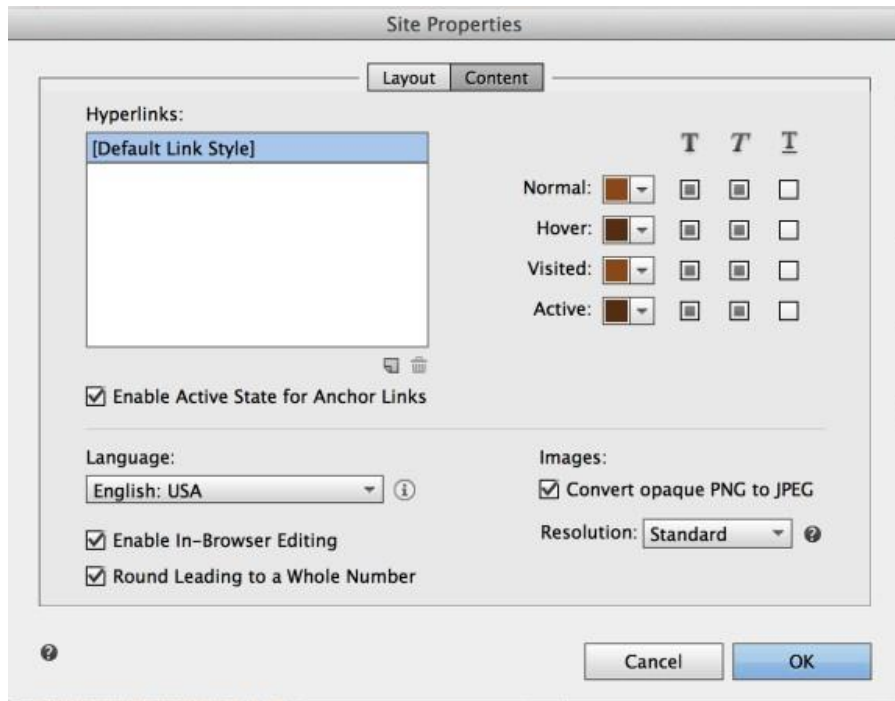 Site Properties
Layout Content
Hyperlinks:
[Default Link Style]
T T T
Normal:
Hover:
Visited:
Active:
Enable Active State for Anchor Links
Language:
English: USA
Enable In-Browser Editing
Round Leading to a Whole Number
Images:
Convert opaque PNG to JPEG
Resolution: Standard
Cancel OK